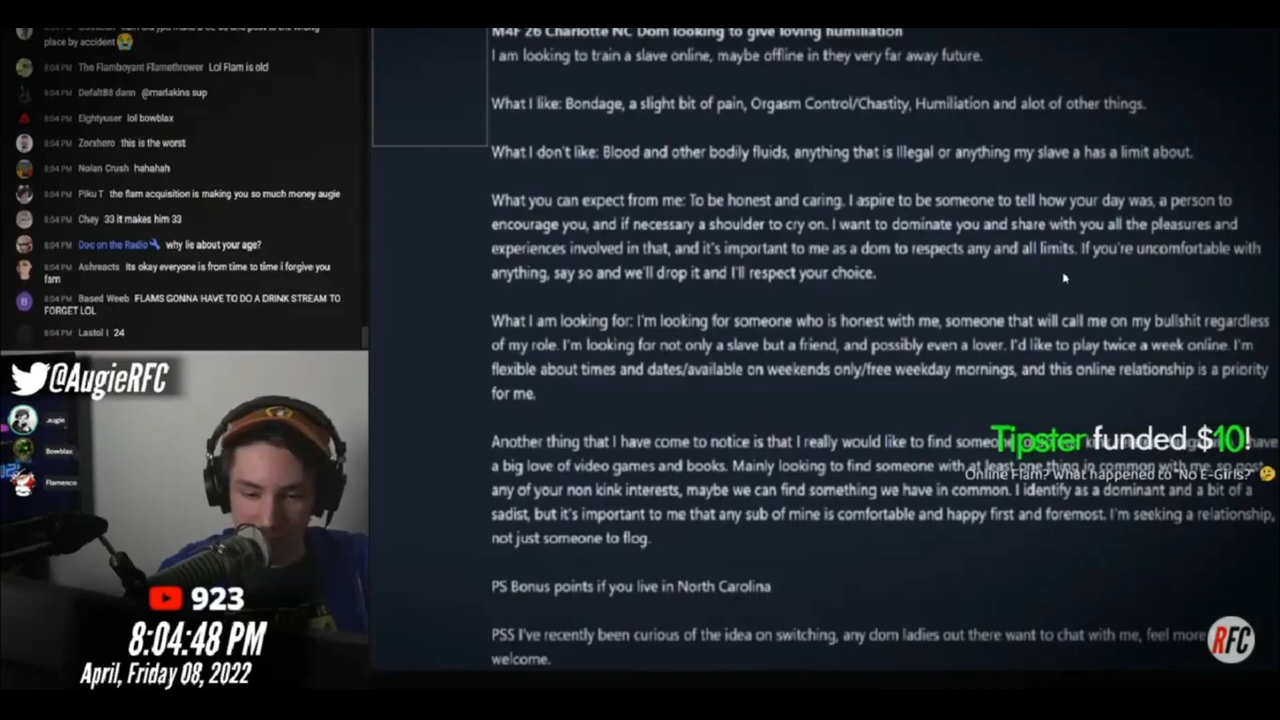 place by accident 😭
8:04 PM The Flamboyant Flamethrower Lol Flam is old
8:04 PM Defalt88 dann @marlakins sup
8:04 PM Eightyuser lol bowblax
8:04 PM Zorxhero this is the worst
8:04 PM Nolan Crush hahahah
8:04 PM Piku T the flam acquisition is making you so much money augie
8:04 PM Chey 33 it makes him 33
8:04 PM Doc on the Radio🔧 why lie about your age?
8:04 PM Ashreacts Its okay everyone is from time to time i forgive you
fam
8:04 PM Based Weeb FLAMS GONNA HAVE TO DO A DRINK STREAM TO
FORGET LOL
8:04 PM Lastol I 24
@AugieRFC
.augie
Bowblax
Flamenco
923
8:04:48 PM
April, Friday 08, 2022
M4F 26 Charlotte NC Dom looking to give loving humiliation
I am looking to train a slave online, maybe offline in they very far away future.
What I like: Bondage, a slight bit of pain, Orgasm Control/Chastity, Humiliation and alot of other things.
What I don't like: Blood and other bodily fluids, anything that is Illegal or anything my slave a has a limit about.
What you can expect from me: To be honest and caring. I aspire to be someone to tell how your day was, a person to
encourage you, and if necessary a shoulder to cry on. I want to dominate you and share with you all the pleasures and
experiences involved in that, and it's important to me as a dom to respects any and all limits. If you're uncomfortable with
anything, say so and we'll drop it and I'll respect your choice.
What I am looking for: I'm looking for someone who is honest with me, someone that will call me on my bullshit regardless
of my role. I'm looking for not only a slave but a friend, and possibly even a lover. I'd like to play twice a week online. I'm
flexible about times and dates/available on weekends only/free weekday mornings, and this online relationship is a priority
for me.
Another thing that I have come to notice is that I really would like to find someone have
Tipster funded $10!
a big love of video games and books. Mainly looking to find someone with at least one thing in common with me, so post
Online Flam? What happened to "No E-Girls?" 🤔
any of your non kink interests, maybe we can find something we have in common. I identify as a dominant and a bit of a
sadist, but it's important to me that any sub of mine is comfortable and happy first and foremost. I'm seeking a relationship,
not just someone to flog.
PS Bonus points if you live in North Carolina
PSS I've recently been curious of the idea on switching, any dom ladies out there want to chat with me, feel more
welcome.
RFC